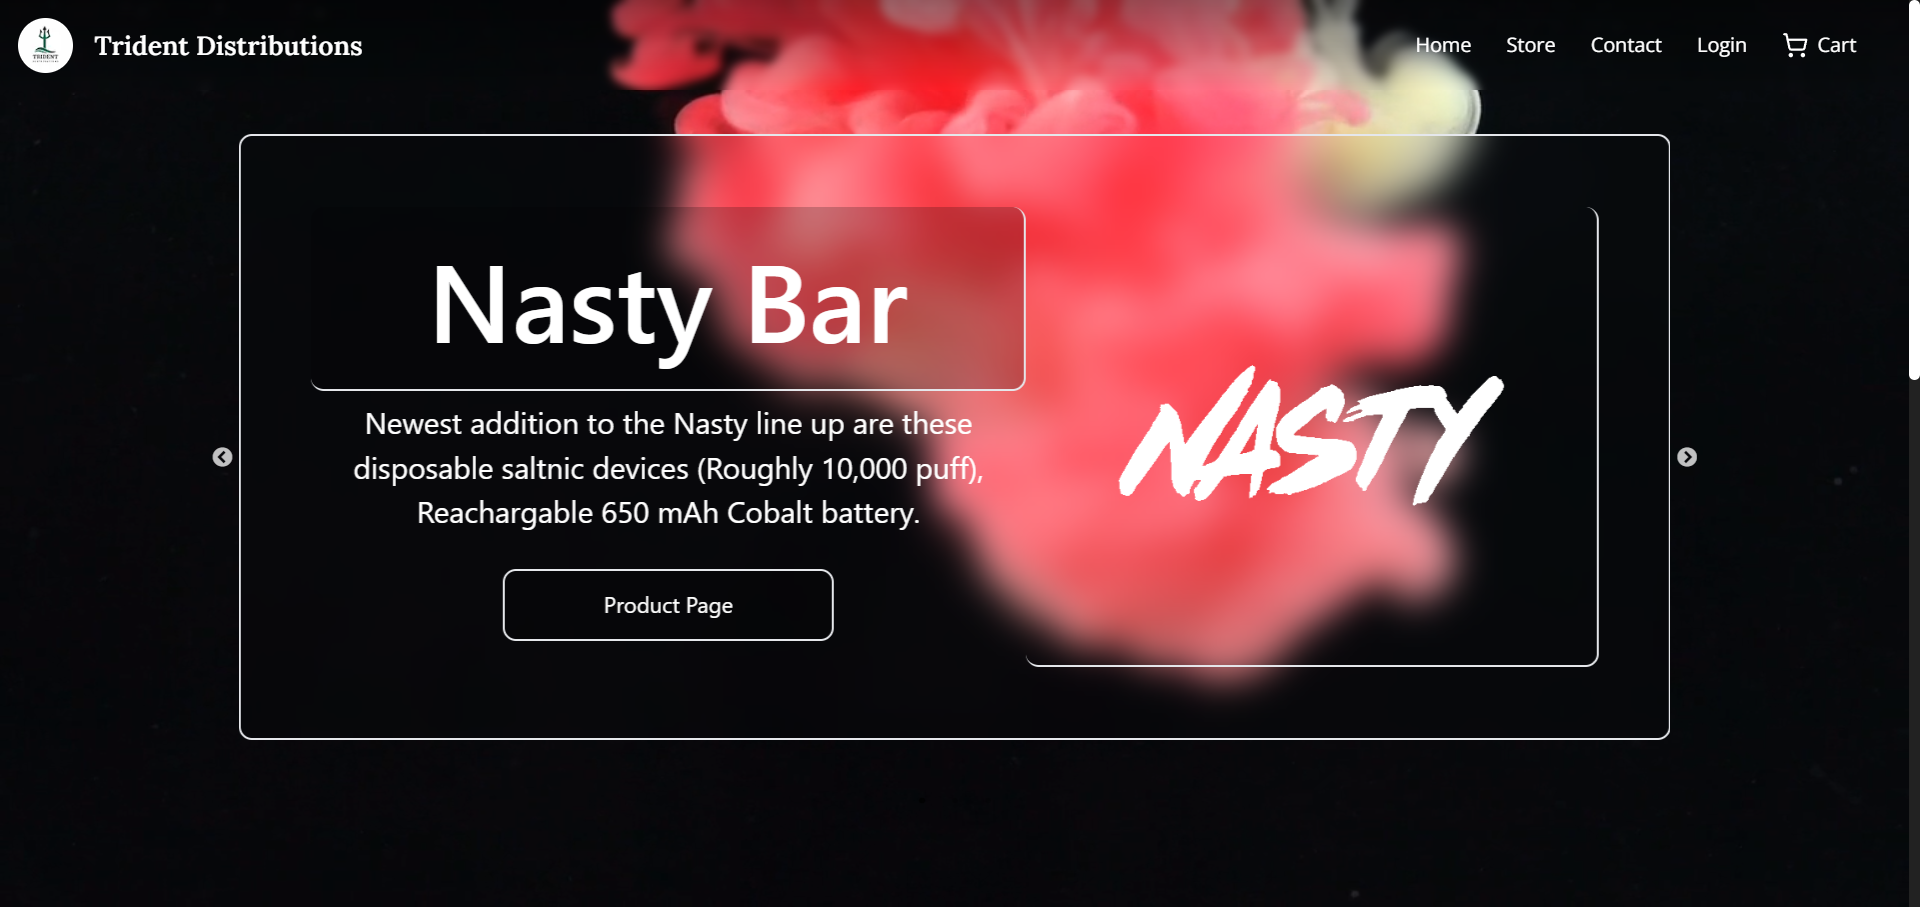 TRIDENT
Trident Distributions
Home
Store
Contact
Login
Cart
Nasty Bar
Newest addition to the Nasty line up are these
disposable saltnic devices (Roughly 10,000 puff),
Reachargable 650 mAh Cobalt battery.
Product Page
NASTY